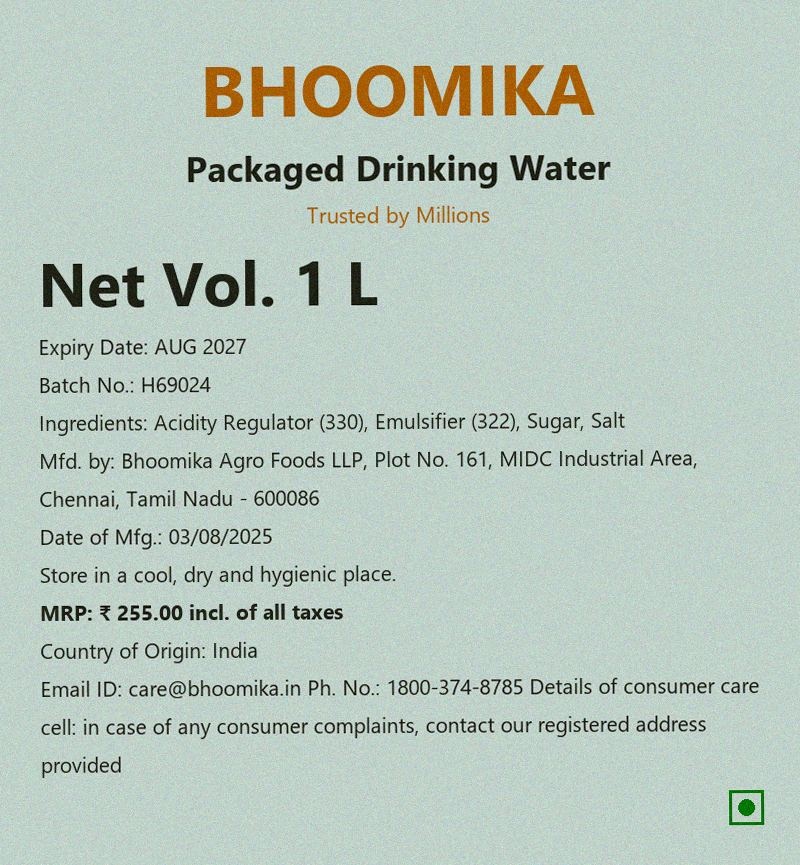 BHOOMIKA
Packaged Drinking Water
Trusted by Millions
Net Vol. 1 L
Expiry Date: AUG 2027
Batch No.: H69024
Ingredients: Acidity Regulator (330), Emulsifier (322), Sugar, Salt
Mfd. by: Bhoomika Agro Foods LLP, Plot No. 161, MIDC Industrial Area,
Chennai, Tamil Nadu - 600086
Date of Mfg.: 03/08/2025
Store in a cool, dry and hygienic place.
MRP: ₹ 255.00 incl. of all taxes
Country of Origin: India
Email ID: care@bhoomika.in Ph. No.: 1800-374-8785 Details of consumer care
cell: in case of any consumer complaints, contact our registered address
provided